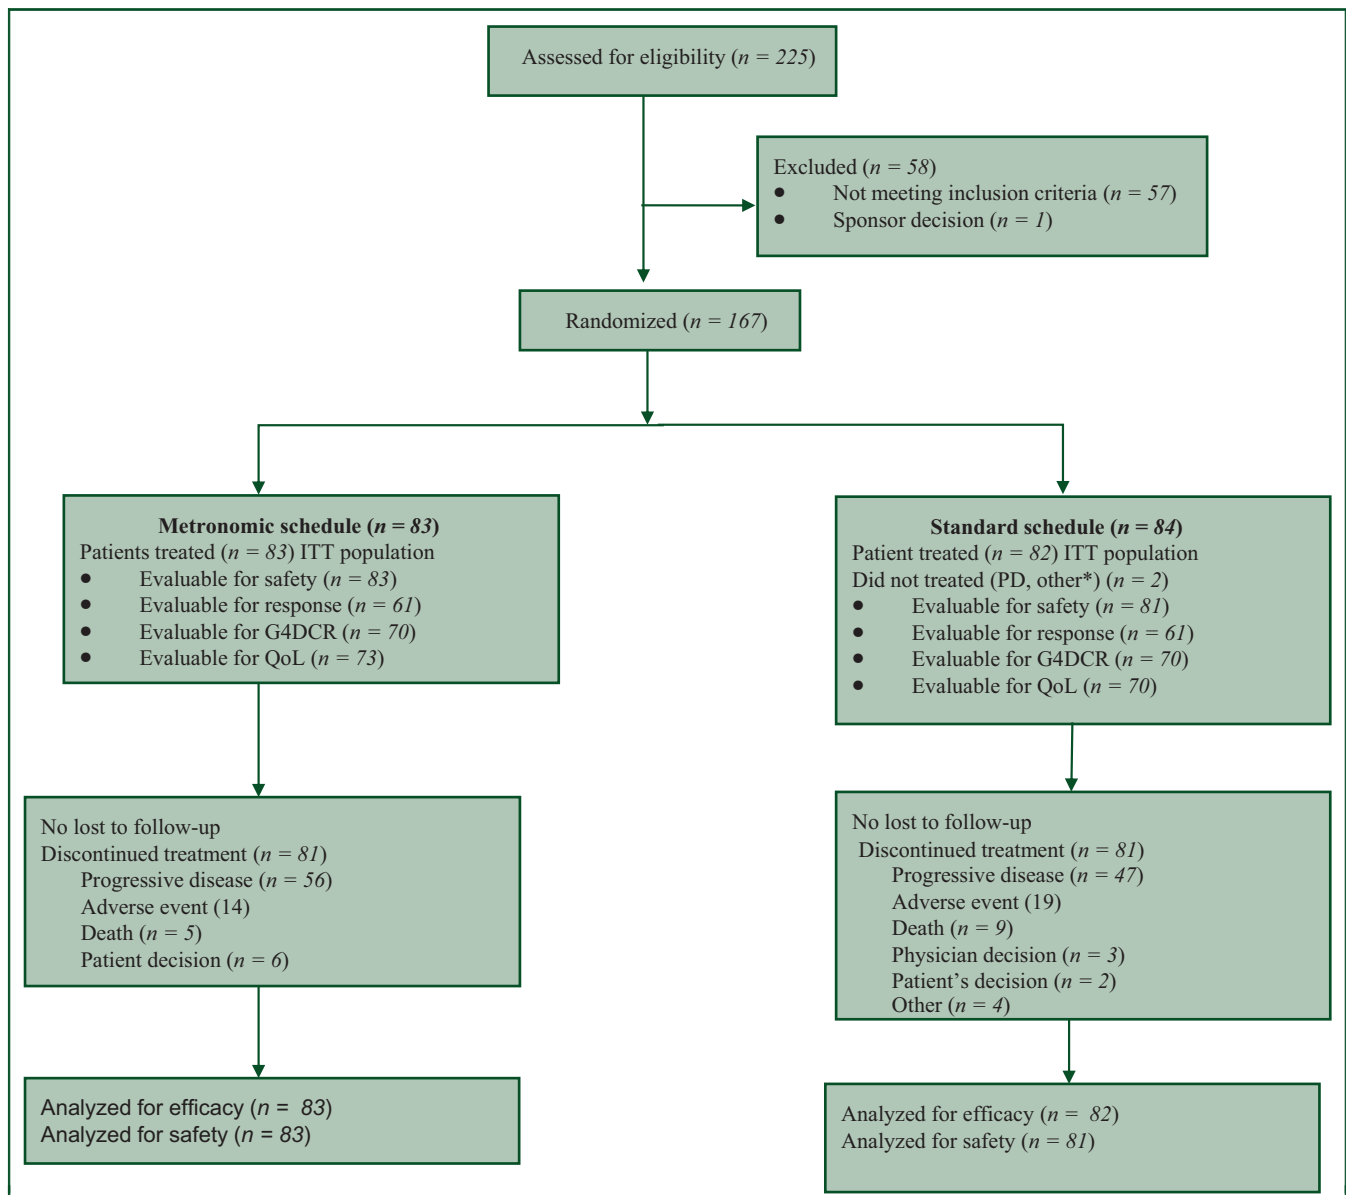 Assessed for eligibility (n = 225)
Excluded (n = 58)
● Not meeting inclusion criteria (n = 57)
● Sponsor decision (n = 1)
Randomized (n = 167)
Metronomic schedule (n = 83)
Patients treated (n = 83) ITT population
● Evaluable for safety (n = 83)
● Evaluable for response (n = 61)
● Evaluable for G4DCR (n = 70)
● Evaluable for QoL (n = 73)
Standard schedule (n = 84)
Patient treated (n = 82) ITT population
Did not treated (PD, other*) (n = 2)
● Evaluable for safety (n = 81)
● Evaluable for response (n = 61)
● Evaluable for G4DCR (n = 70)
● Evaluable for QoL (n = 70)
No lost to follow-up
Discontinued treatment (n = 81)
Progressive disease (n = 56)
Adverse event (14)
Death (n = 5)
Patient decision (n = 6)
No lost to follow-up
Discontinued treatment (n = 81)
Progressive disease (n = 47)
Adverse event (19)
Death (n = 9)
Physician decision (n = 3)
Patient's decision (n = 2)
Other (n = 4)
Analyzed for efficacy (n = 83)
Analyzed for safety (n = 83)
Analyzed for efficacy (n = 82)
Analyzed for safety (n = 81)